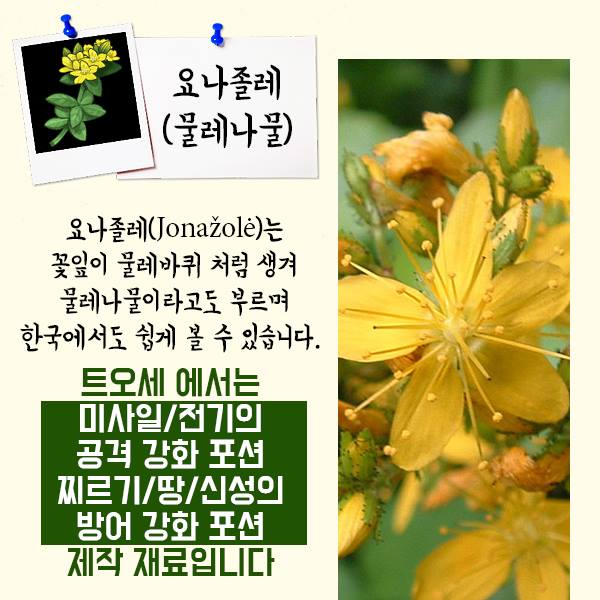 요나졸레
(물레나물)
요나졸레(Jonažolė)는
꽃잎이 물레바퀴 처럼 생겨
물레나물이라고도 부르며
한국에서도 쉽게 볼 수 있습니다.
트오세 에서는
미사일/전기의
공격 강화 포션
찌르기/땅/신성의
방어 강화 포션
제작 재료입니다